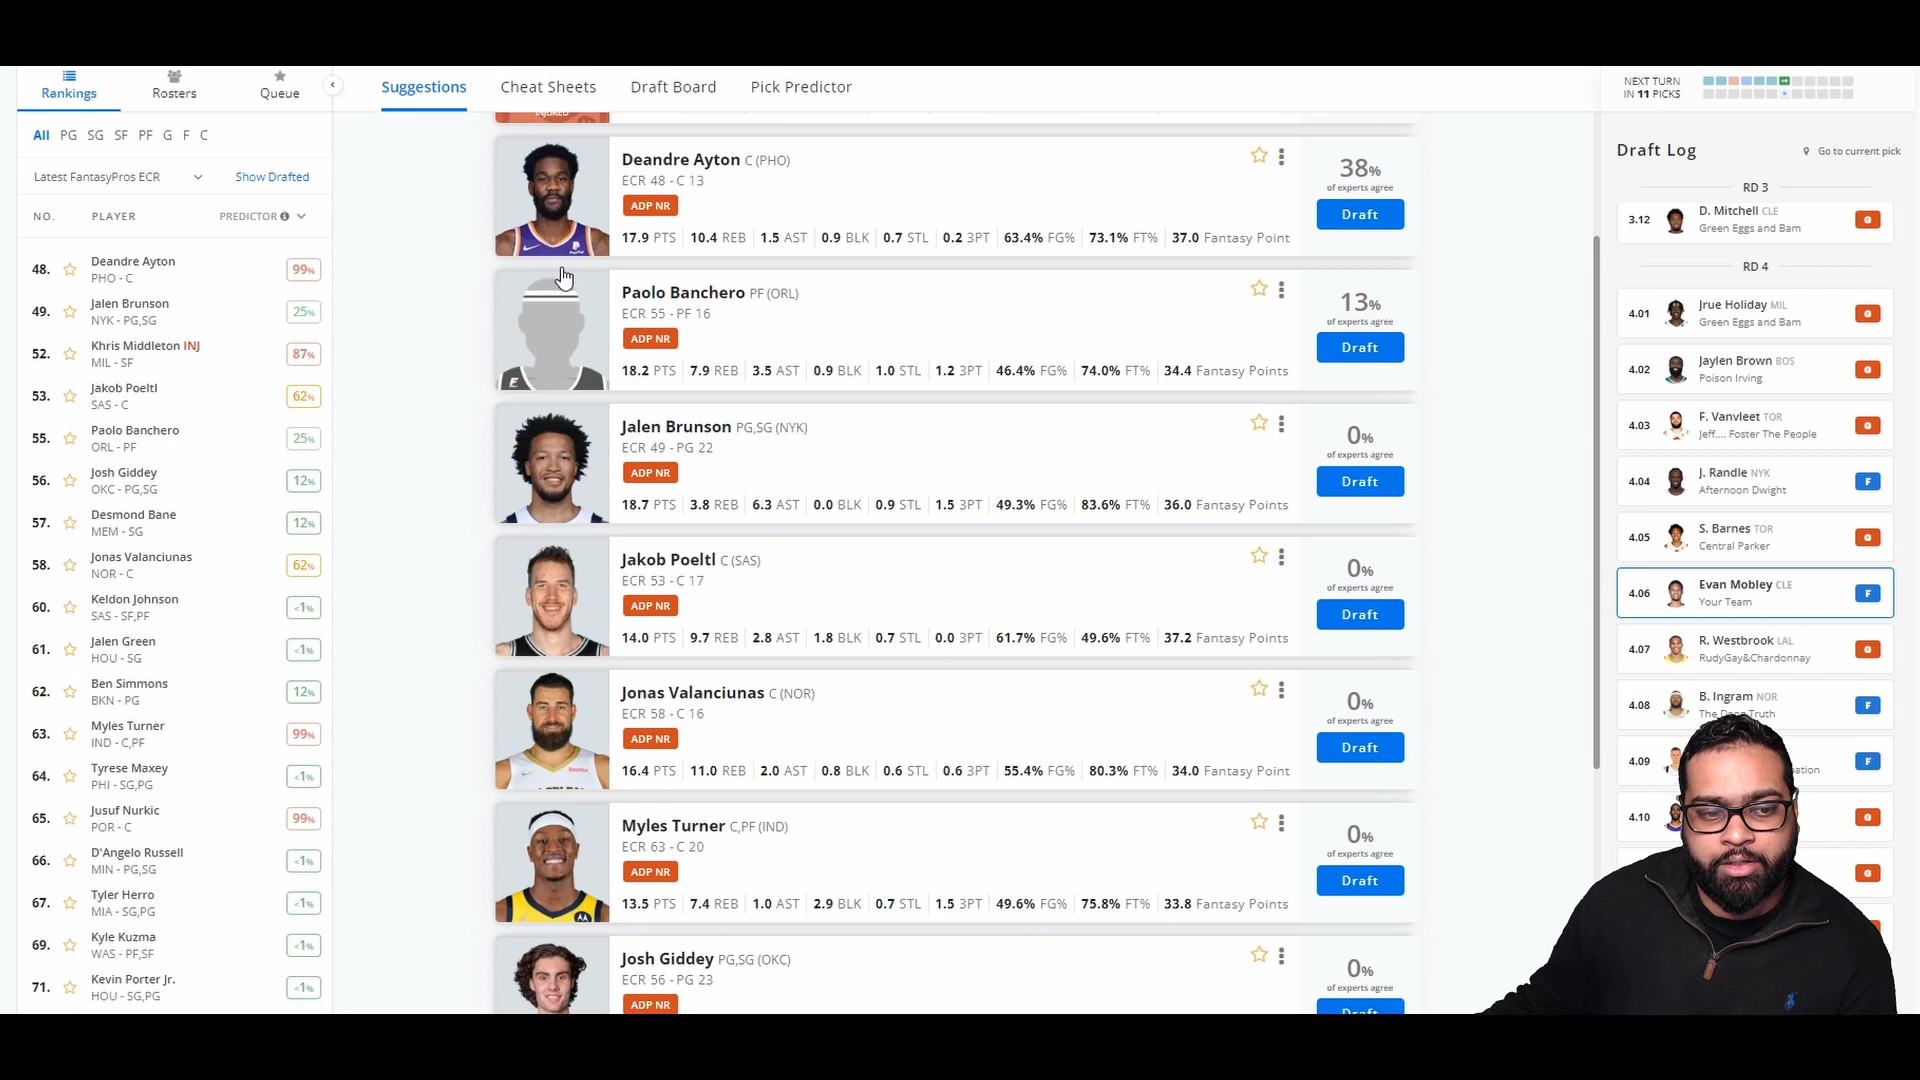 Rankings
Rosters
Queue
Suggestions
Cheat Sheets
Draft Board
Pick Predictor
NEXT TURN
IN 11 PICKS
All PG SG SF PF G F C
Latest FantasyPros ECR
Show Drafted
NO. PLAYER PREDICTOR
48. Deandre Ayton 99%
PHO - C
49. Jalen Brunson 25%
NYK - PG,SG
52. Khris Middleton INJ 87%
MIL - SF
53. Jakob Poeltl 62%
SAS - C
55. Paolo Banchero 25%
ORL - PF
56. Josh Giddey 12%
OKC - PG,SG
57. Desmond Bane 12%
MEM - SG
58. Jonas Valanciunas 62%
NOR - C
60. Keldon Johnson <1%
SAS - SF,PF
61. Jalen Green <1%
HOU - SG
62. Ben Simmons 12%
BKN - PG
63. Myles Turner 99%
IND - C,PF
64. Tyrese Maxey <1%
PHI - SG,PG
65. Jusuf Nurkic 99%
POR - C
66. D'Angelo Russell <1%
MIN - PG,SG
67. Tyler Herro <1%
MIA - SG,PG
69. Kyle Kuzma <1%
WAS - PF,SF
71. Kevin Porter Jr. <1%
HOU - SG,PG
INJURED
Deandre Ayton C (PHO)
ECR 48 - C 13
ADP NR
17.9 PTS 10.4 REB 1.5 AST 0.9 BLK 0.7 STL 0.2 3PT 63.4% FG% 73.1% FT% 37.0 Fantasy Point
38%
of experts agree
Draft
Paolo Banchero PF (ORL)
ECR 55 - PF 16
ADP NR
18.2 PTS 7.9 REB 3.5 AST 0.9 BLK 1.0 STL 1.2 3PT 46.4% FG% 74.0% FT% 34.4 Fantasy Points
13%
of experts agree
Draft
Jalen Brunson PG,SG (NYK)
ECR 49 - PG 22
ADP NR
18.7 PTS 3.8 REB 6.3 AST 0.0 BLK 0.9 STL 1.5 3PT 49.3% FG% 83.6% FT% 36.0 Fantasy Points
0%
of experts agree
Draft
Jakob Poeltl C (SAS)
ECR 53 - C 17
ADP NR
14.0 PTS 9.7 REB 2.8 AST 1.8 BLK 0.7 STL 0.0 3PT 61.7% FG% 49.6% FT% 37.2 Fantasy Points
0%
of experts agree
Draft
Jonas Valanciunas C (NOR)
ECR 58 - C 16
ADP NR
16.4 PTS 11.0 REB 2.0 AST 0.8 BLK 0.6 STL 0.6 3PT 55.4% FG% 80.3% FT% 34.0 Fantasy Point
0%
of experts agree
Draft
Myles Turner C,PF (IND)
ECR 63 - C 20
ADP NR
13.5 PTS 7.4 REB 1.0 AST 2.9 BLK 0.7 STL 1.5 3PT 49.6% FG% 75.8% FT% 33.8 Fantasy Points
0%
of experts agree
Draft
Josh Giddey PG,SG (OKC)
ECR 56 - PG 23
ADP NR
0%
of experts agree
Draft
Draft Log
Go to current pick
RD 3
3.12 D. Mitchell CLE G
Green Eggs and Bam
RD 4
4.01 Jrue Holiday MIL G
Green Eggs and Bam
4.02 Jaylen Brown BOS G
Poison Irving
4.03 F. Vanvleet TOR G
Jeff.... Foster The People
4.04 J. Randle NYK F
Afternoon Dwight
4.05 S. Barnes TOR G
Central Parker
4.06 Evan Mobley CLE F
Your Team
4.07 R. Westbrook LAL G
RudyGay&Chardonnay
4.08 B. Ingram NOR F
The Truth
4.09 F
4.10 G
G